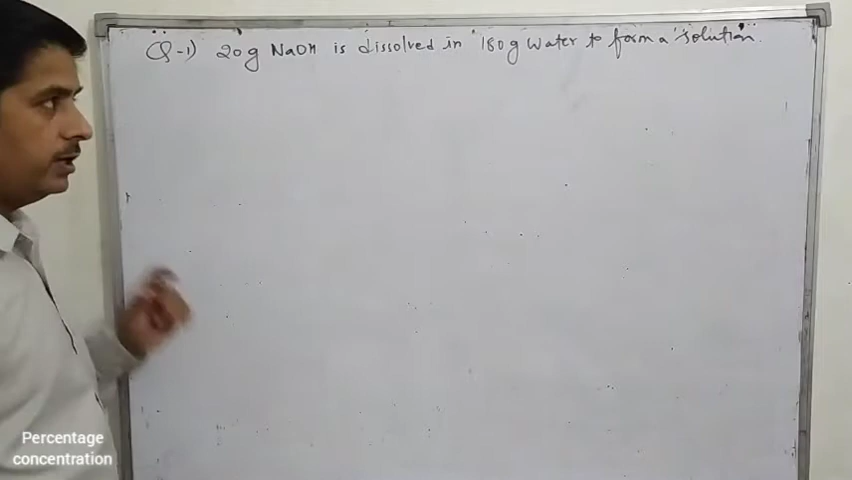 Q-1) 20g NaOH is dissolved in 180g water to form a solution.
Percentage
concentration